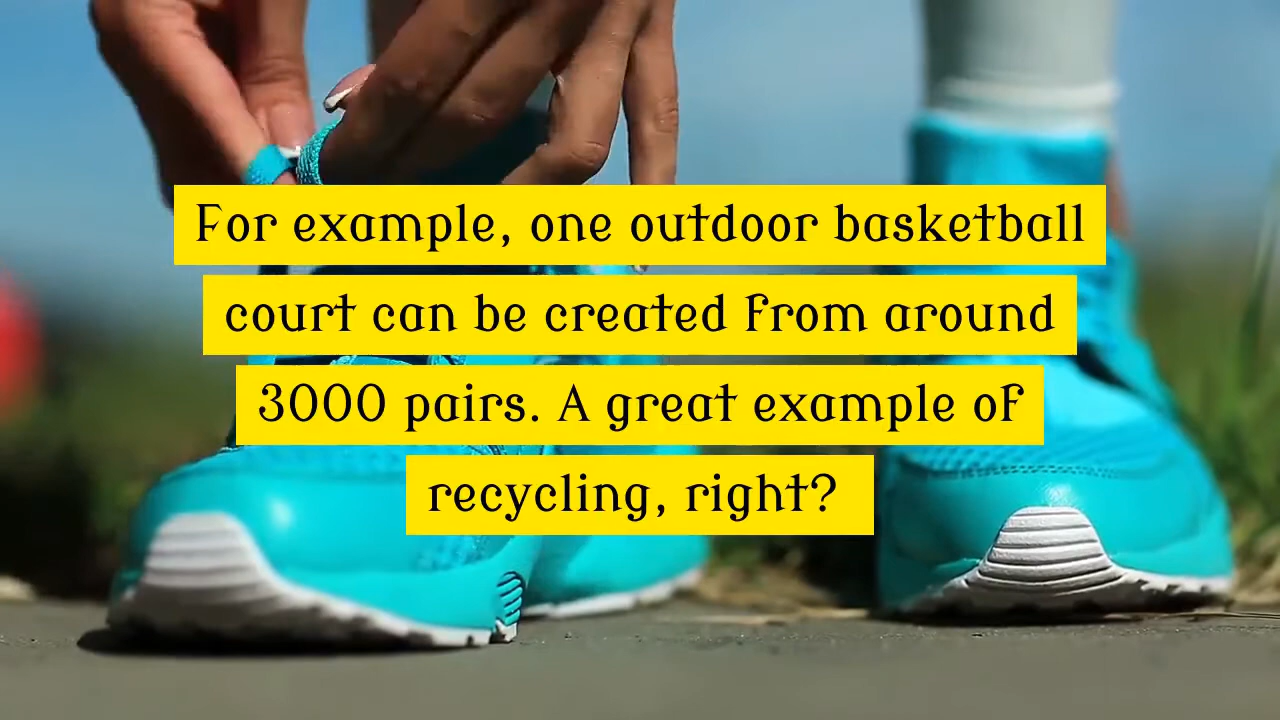 For example, one outdoor basketball
court can be created from around
3000 pairs. A great example of
recycling, right?